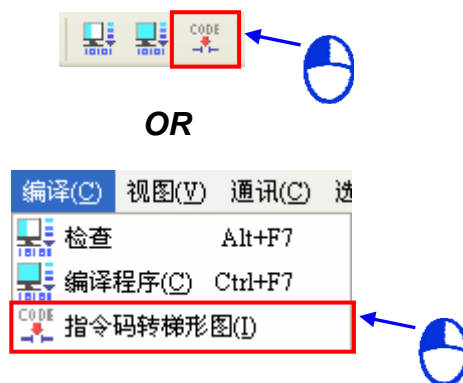 CODE
OR
编译(C) 视图(V) 通讯(C) 选
检查 Alt+F7
编译程序(C) Ctrl+F7
CODE 指令码转梯形图(I)